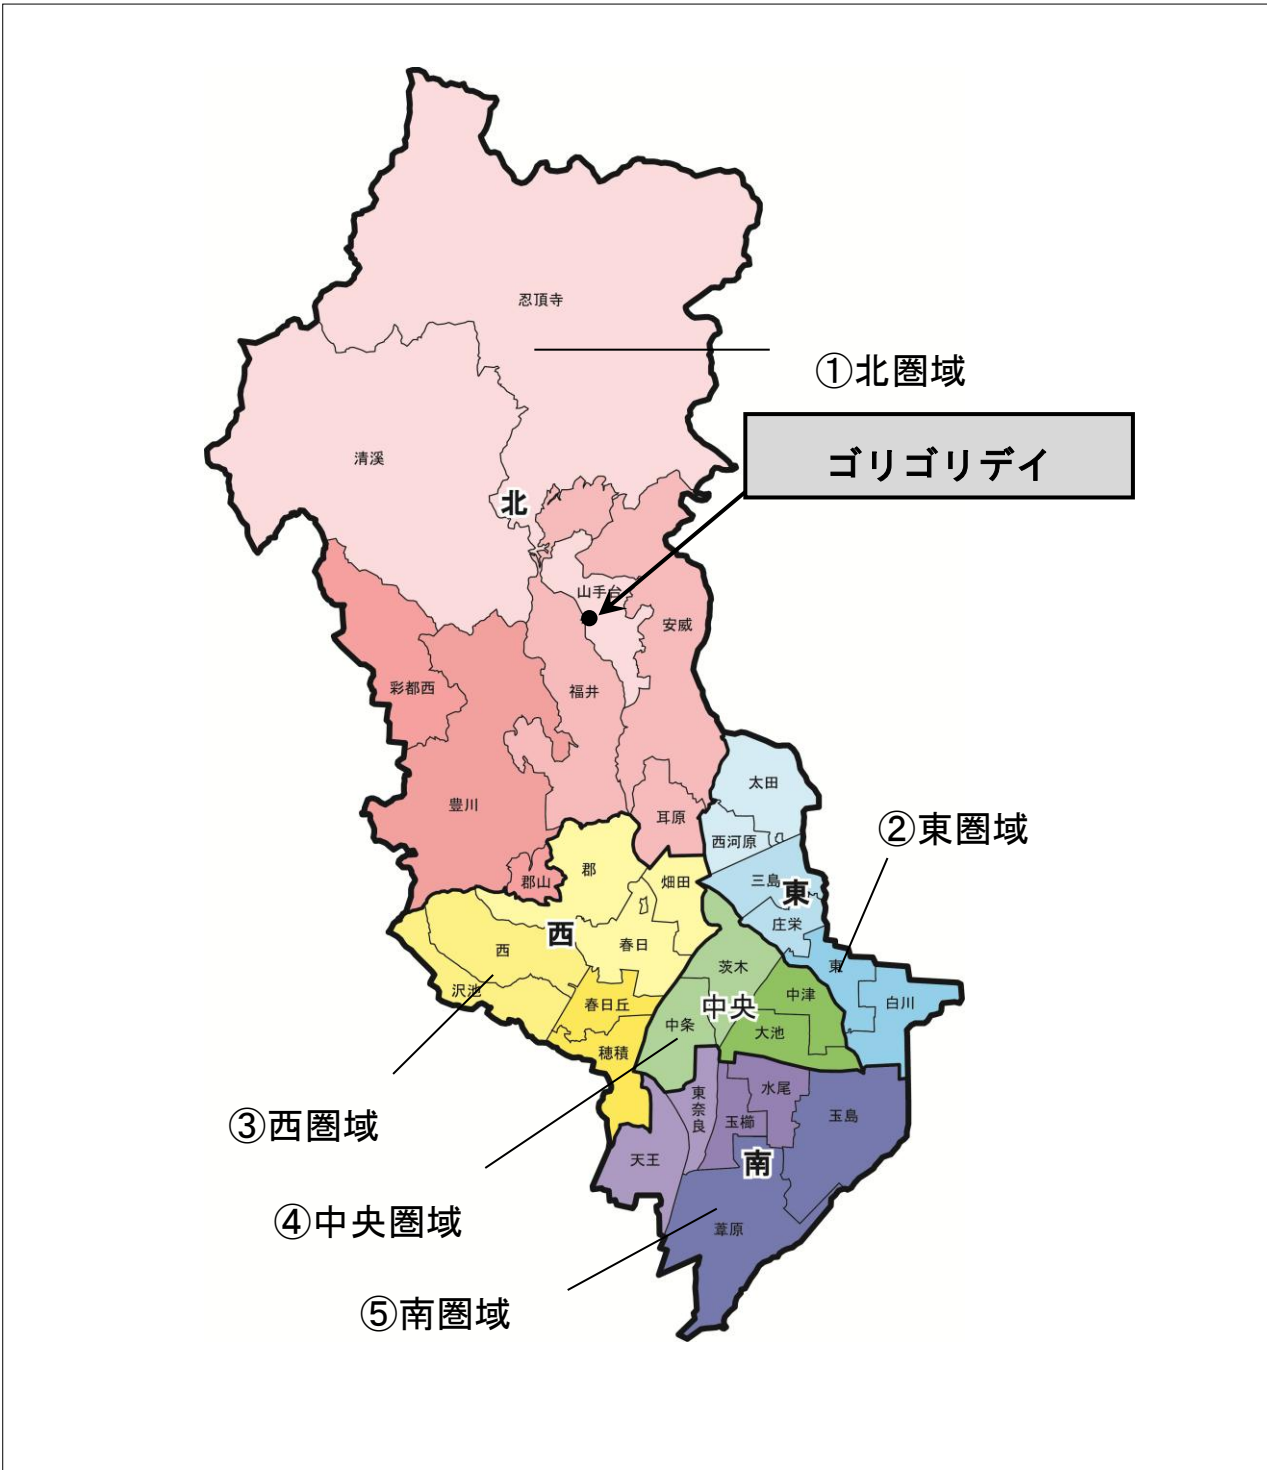 忍頂寺
①北圏域
ゴリゴリデイ
清溪
北
山手台
安威
彩都西
福井
豊川
耳原
郡山
太田
西河原
②東圏域
三島
東
庄栄
東
白川
郡
畑田
西
西
春日
沢池
春日丘
穂積
③西圏域
茨木
中央
中津
中条
大池
④中央圏域
東奈良
水尾
玉櫛
玉島
天王
南
葦原
⑤南圏域